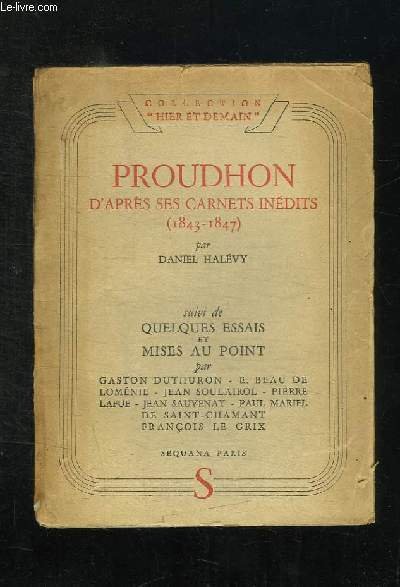 Le-livre.com
COLLECTION
"HIER ET DEMAIN"
PROUDHON
D'APRÈS SES CARNETS INÉDITS
(1843-1847)
par
DANIEL HALÉVY
suivi de
QUELQUES ESSAIS
ET
MISES AU POINT
par
GASTON DUTHURON - E. BEAU DE
LOMÉNIE - JEAN SOULAIROL - PIERRE
LAFUE - JEAN SAUVENAY - PAUL MARIEL
DE SAINT-CHAMANT
FRANÇOIS LE GRIX
SEQUANA PARIS
S